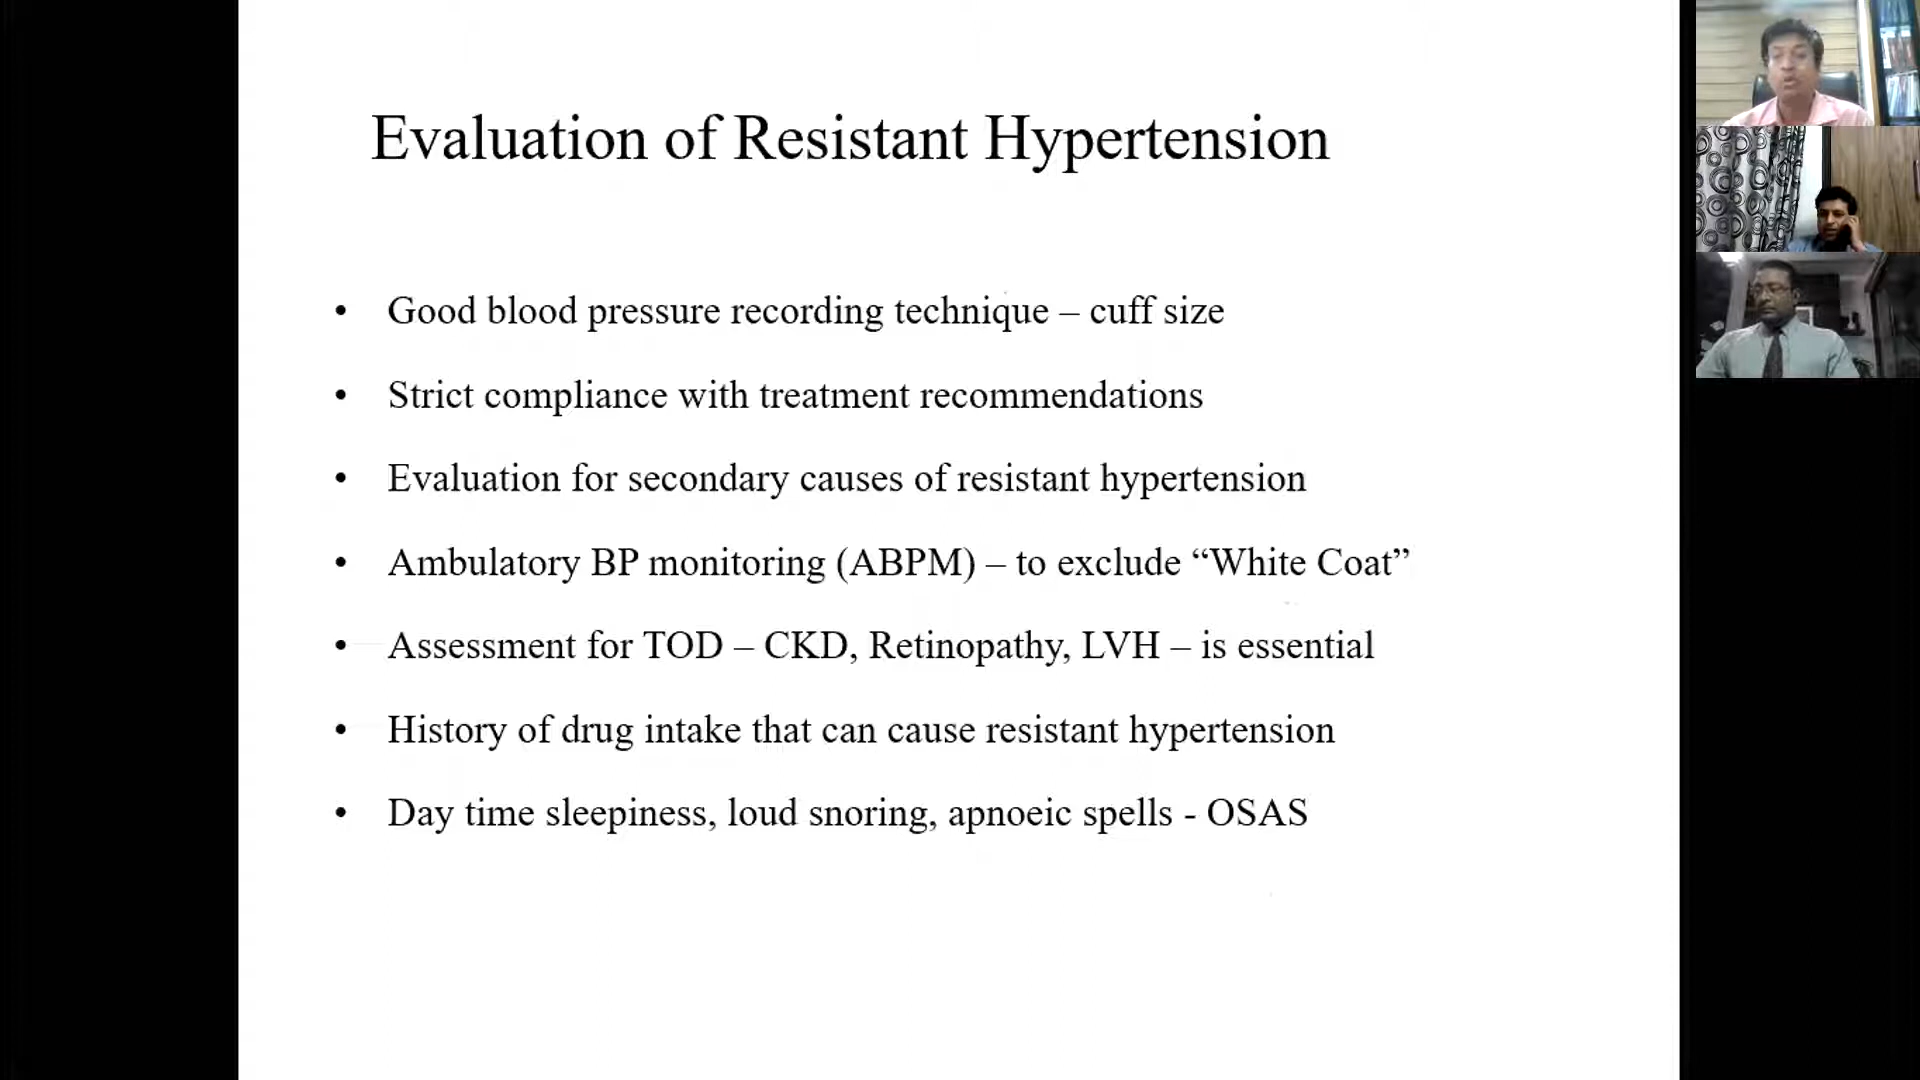 Evaluation of Resistant Hypertension
• Good blood pressure recording technique – cuff size
• Strict compliance with treatment recommendations
• Evaluation for secondary causes of resistant hypertension
• Ambulatory BP monitoring (ABPM) – to exclude “White Coat”
• Assessment for TOD – CKD, Retinopathy, LVH – is essential
• History of drug intake that can cause resistant hypertension
• Day time sleepiness, loud snoring, apnoeic spells - OSAS